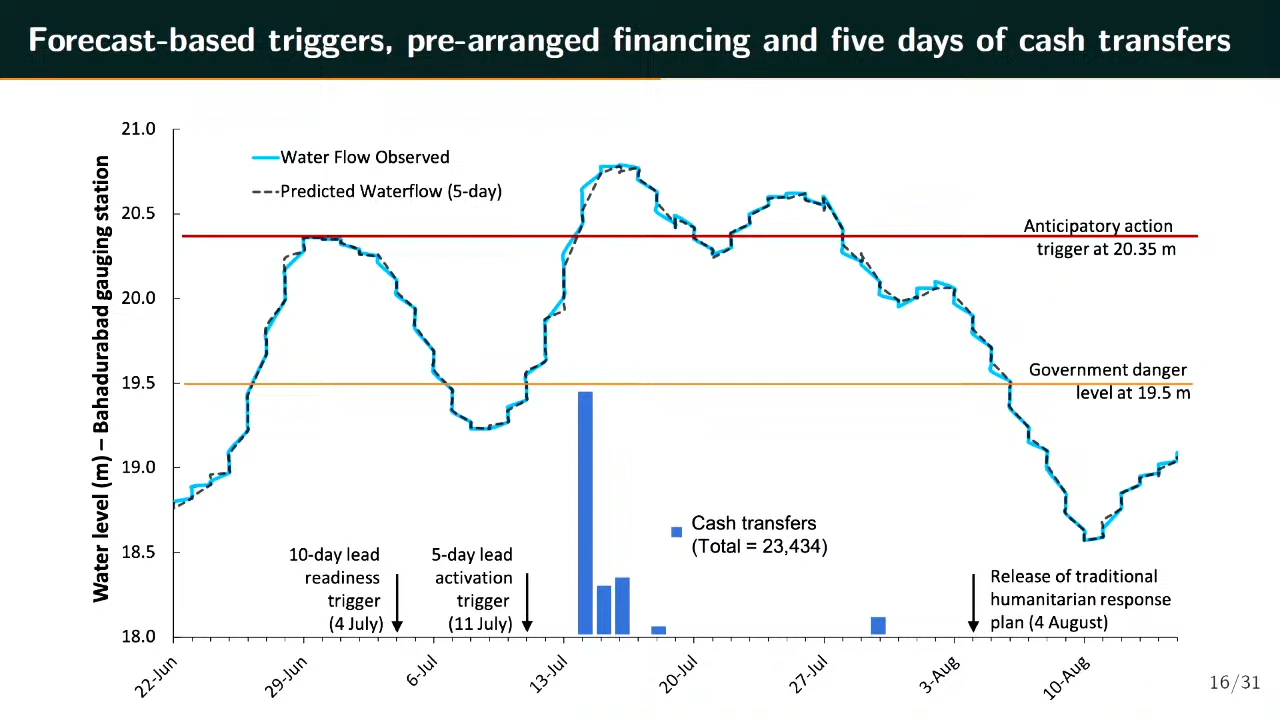 Forecast-based triggers, pre-arranged financing and five days of cash transfers
Water level (m) – Bahadurabad gauging station
21.0
20.5
20.0
19.5
19.0
18.5
18.0
Water Flow Observed
Predicted Waterflow (5-day)
Anticipatory action
trigger at 20.35 m
Government danger
level at 19.5 m
Cash transfers
(Total = 23,434)
10-day lead
readiness
trigger
(4 July)
5-day lead
activation
trigger
(11 July)
Release of traditional
humanitarian response
plan (4 August)
22-Jun
29-Jun
6-Jul
13-Jul
20-Jul
27-Jul
3-Aug
10-Aug
16/31